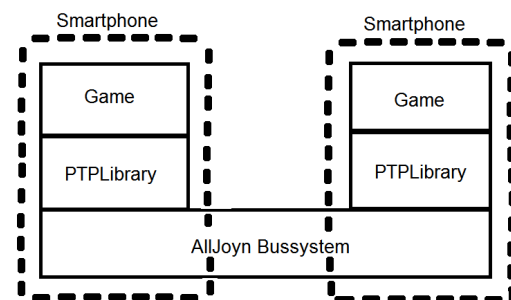 Smartphone
Smartphone
Game
Game
PTPLibrary
PTPLibrary
AllJoyn Bussystem